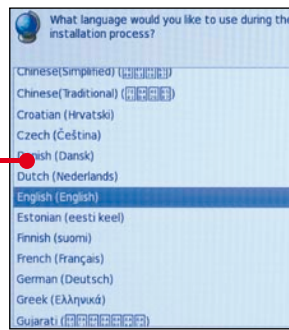 What language would you like to use during the
installation process?
Chinese(Simplified) ()
Chinese(Traditional) ()
Croatian (Hrvatski)
Czech (Čeština)
Danish (Dansk)
Dutch (Nederlands)
English (English)
Estonian (eesti keel)
Finnish (suomi)
French (Français)
German (Deutsch)
Greek (Ελληνικά)
Gujarati ()